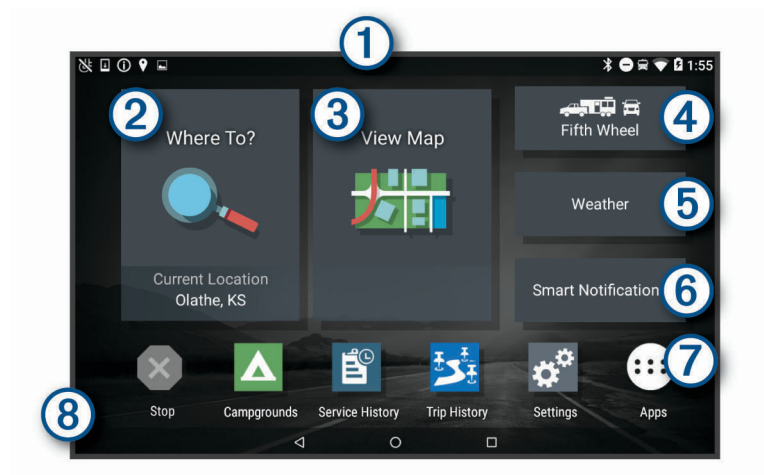 1
1:55
2
Where To?
Current Location
Olathe, KS
3
View Map
4
Fifth Wheel
5
Weather
6
Smart Notification
7
Stop
Campgrounds
Service History
Trip History
Settings
Apps
8